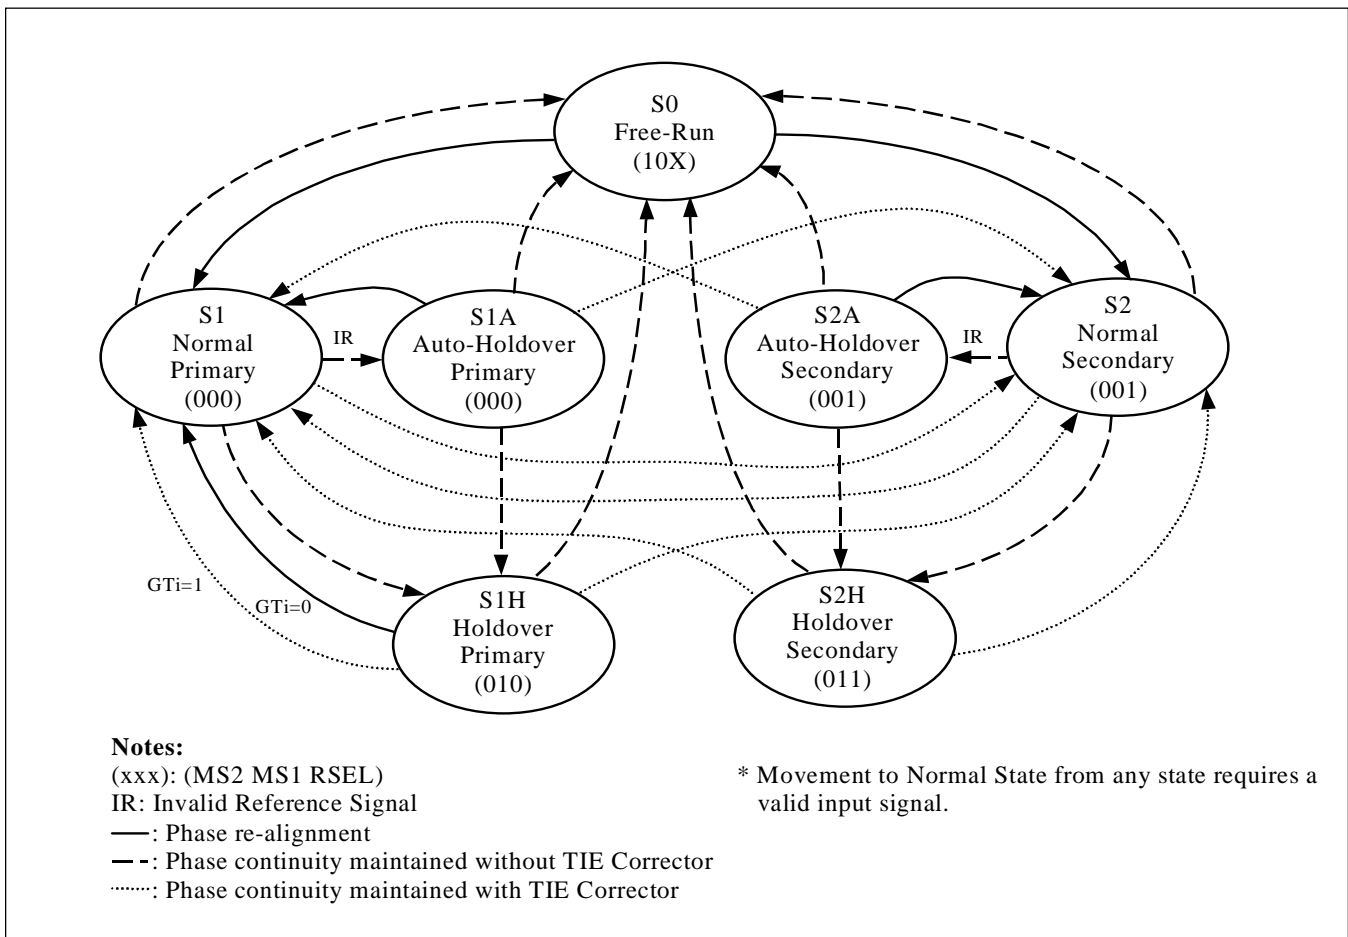 S0
Free-Run
(10X)
S1
Normal
Primary
(000)
IR
S1A
Auto-Holdover
Primary
(000)
S2A
Auto-Holdover
Secondary
(001)
IR
S2
Normal
Secondary
(001)
GTi=1
GTi=0
S1H
Holdover
Primary
(010)
S2H
Holdover
Secondary
(011)
Notes:
(xxx): (MS2 MS1 RSEL)
IR: Invalid Reference Signal
: Phase re-alignment
: Phase continuity maintained without TIE Corrector
: Phase continuity maintained with TIE Corrector
* Movement to Normal State from any state requires a
valid input signal.